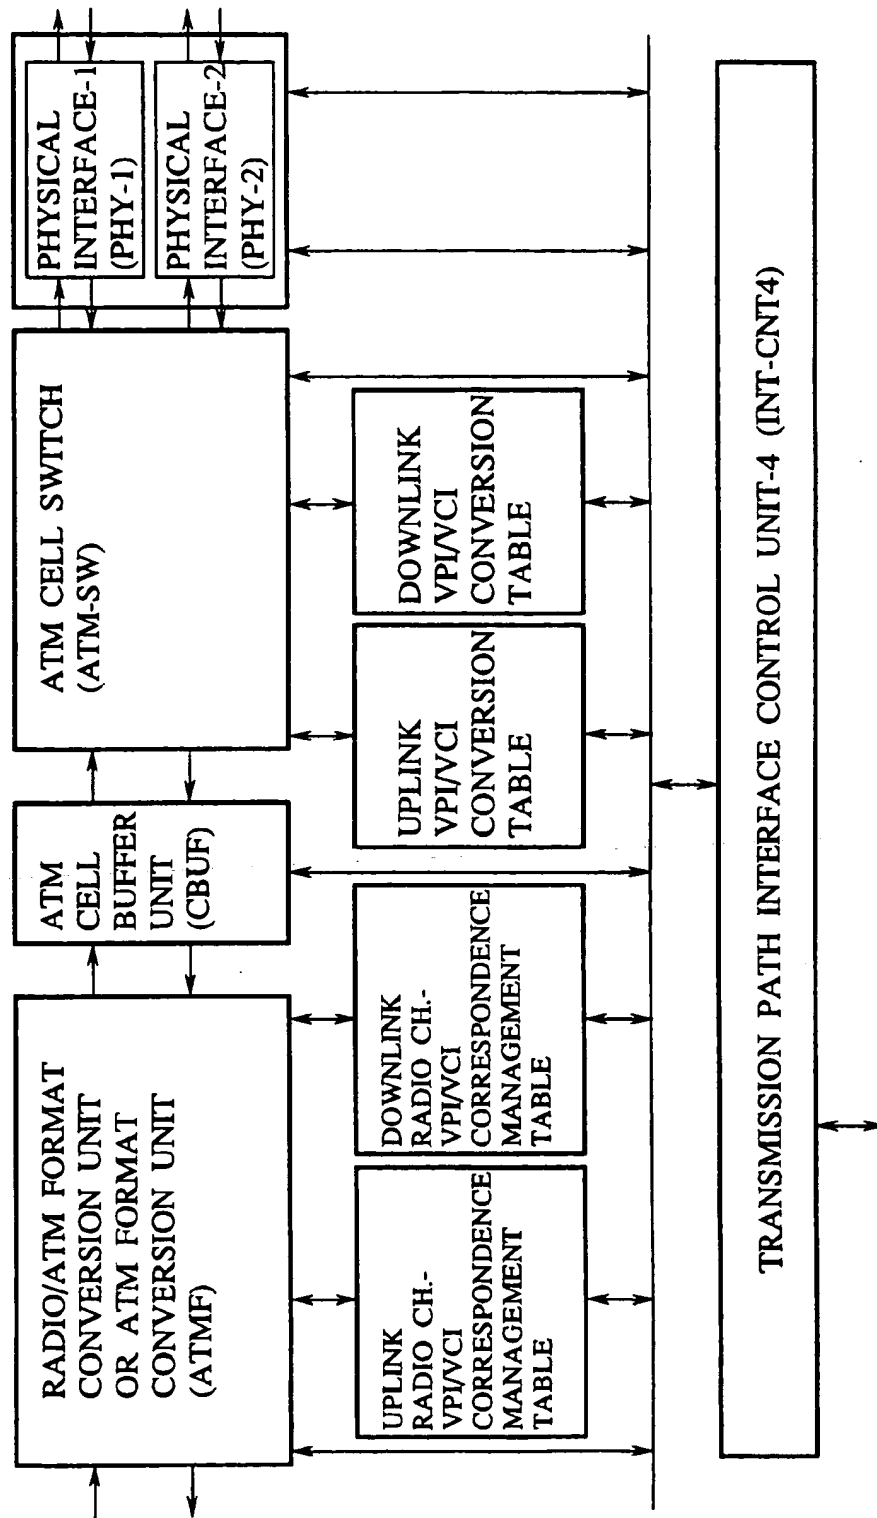 RADIO/ATM FORMAT
CONVERSION UNIT
OR ATM FORMAT
CONVERSION UNIT
(ATMF)
ATM
CELL
BUFFER
UNIT
(CBUF)
ATM CELL SWITCH
(ATM-SW)
PHYSICAL
INTERFACE-1
(PHY-1)
PHYSICAL
INTERFACE-2
(PHY-2)
UPLINK
RADIO CH.-
VPI/VCI
CORRESPONDENCE
MANAGEMENT
TABLE
DOWNLINK
RADIO CH.-
VPI/VCI
CORRESPONDENCE
MANAGEMENT
TABLE
UPLINK
VPI/VCI
CONVERSION
TABLE
DOWNLINK
VPI/VCI
CONVERSION
TABLE
TRANSMISSION PATH INTERFACE CONTROL UNIT-4 (INT-CNT4)